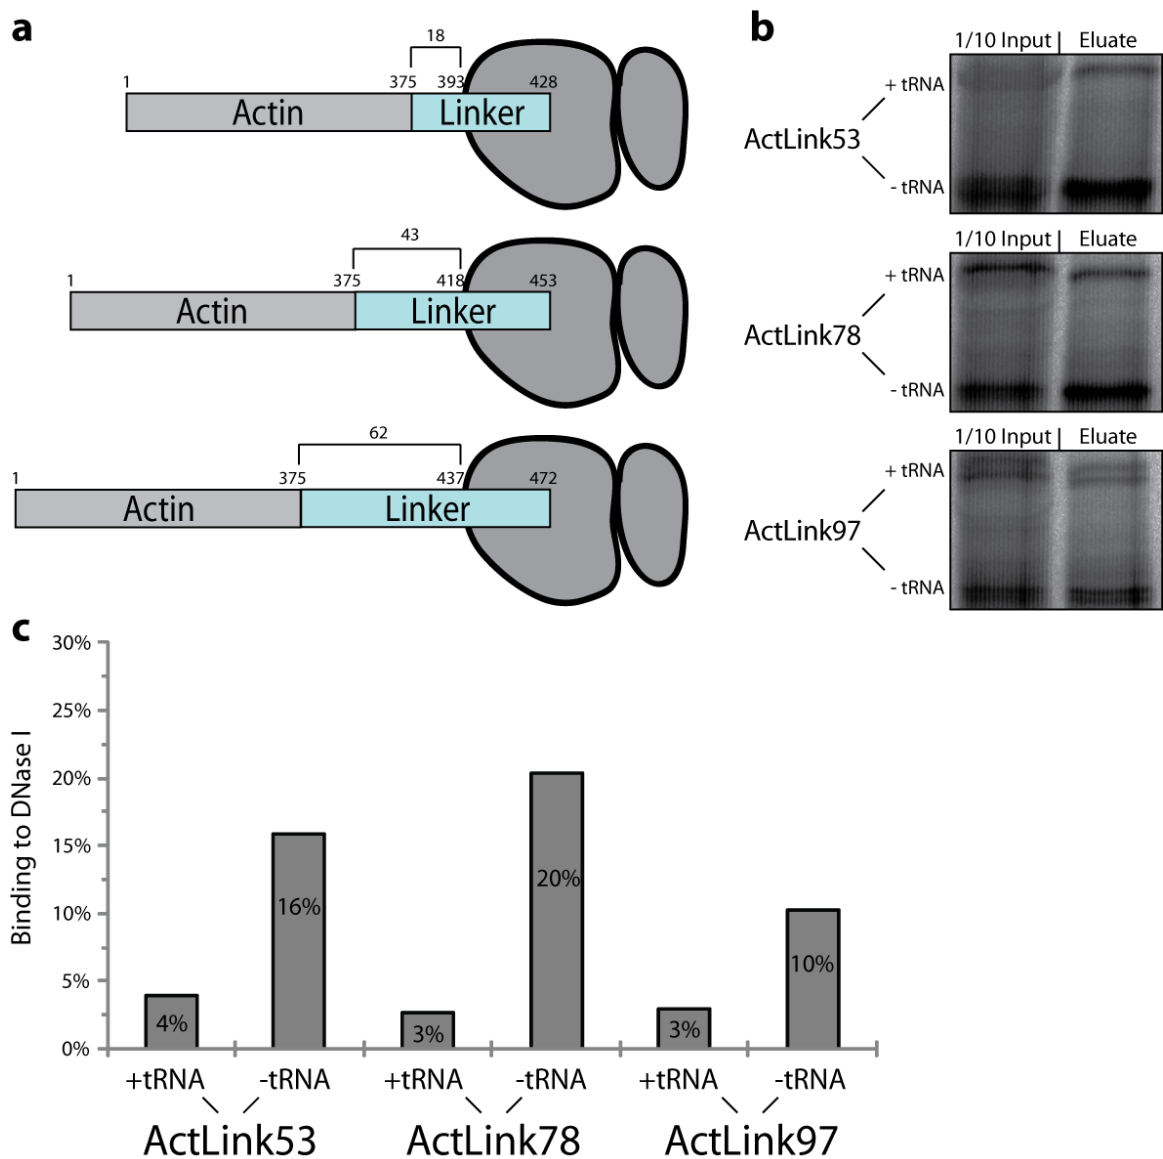 a
18
1 375 393 428
Actin Linker
43
1 375 418 453
Actin Linker
62
1 375 437 472
Actin Linker
b
1/10 Input | Eluate
+ tRNA
ActLink53
- tRNA
1/10 Input | Eluate
+ tRNA
ActLink78
- tRNA
1/10 Input | Eluate
+ tRNA
ActLink97
- tRNA
c
Binding to DNase I
30%
25%
20%
15%
10%
5%
0%
4% 16% 3% 20% 3% 10%
+tRNA -tRNA +tRNA -tRNA +tRNA -tRNA
ActLink53 ActLink78 ActLink97